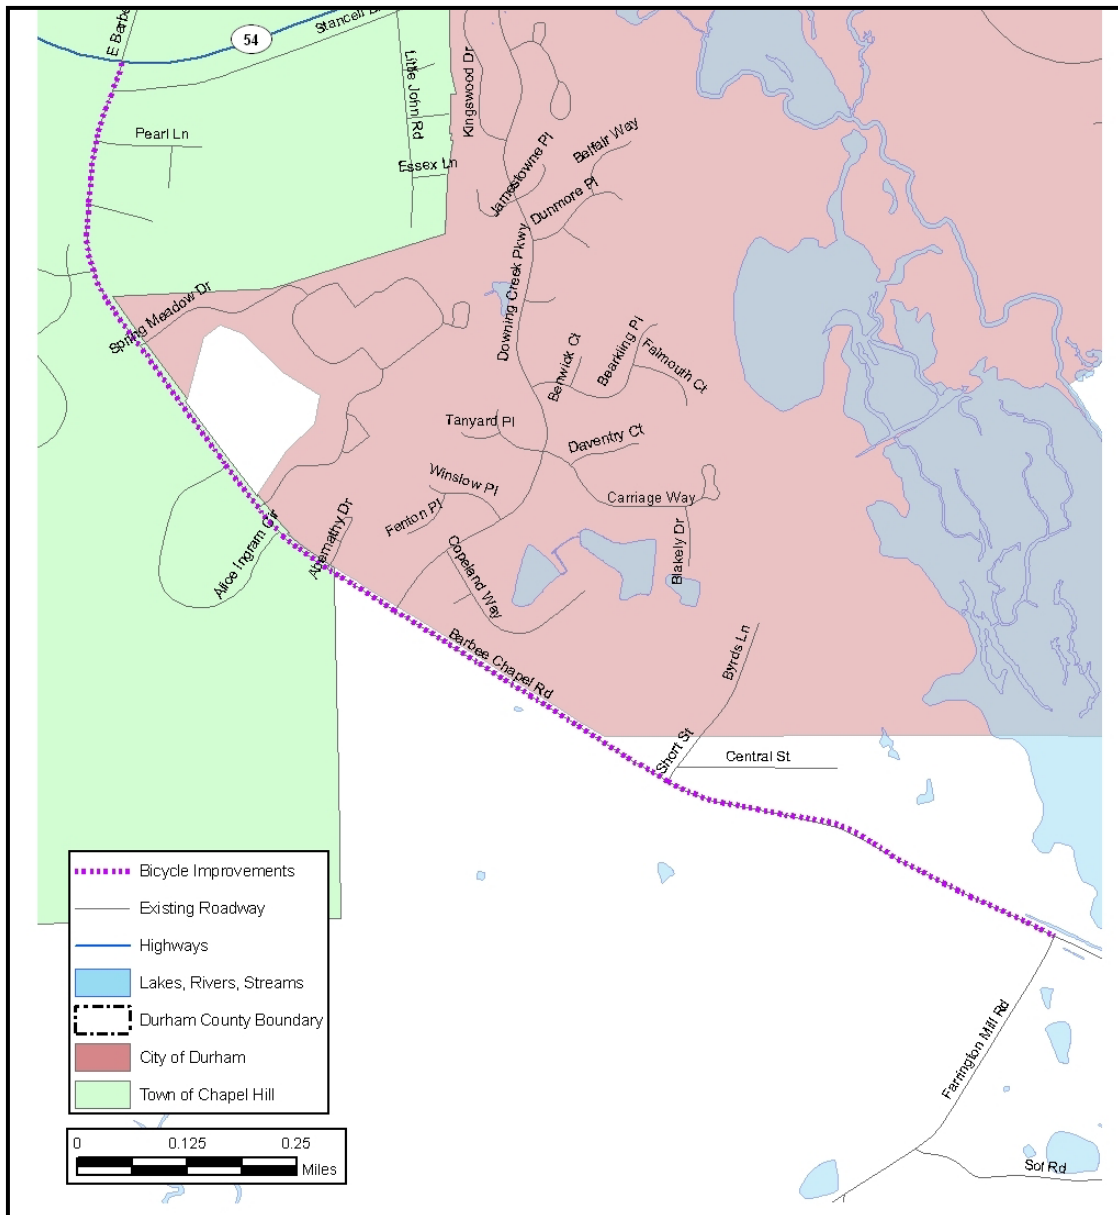 E Barbe
54
Stancell
Little John Rd
Kingswood Dr
Pearl Ln
Essex Ln
Jamestowne Pl
Belfair Way
Dunmore Pl
Downing Creek Pkwy
Spring Meadow Dr
Benwick Ct
Bearkling Pl
Falmouth Ct
Tanyard Pl
Daventry Ct
Winslow Pl
Fenton Pl
Carriage Way
Blakely Dr
Abernathy Dr
Alice Ingram Cir
Copeland Way
Barbee Chapel Rd
Byrds Ln
Short St
Central St
Farrington Mill Rd
Sot Rd
Bicycle Improvements
Existing Roadway
Highways
Lakes, Rivers, Streams
Durham County Boundary
City of Durham
Town of Chapel Hill
0 0.125 0.25
Miles